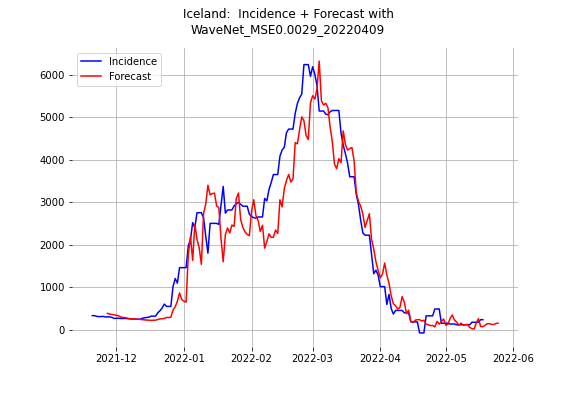 Iceland:  Incidence + Forecast with
WaveNet_MSE0.0029_20220409
Incidence
Forecast
6000
5000
4000
3000
2000
1000
0
2021-12 2022-01 2022-02 2022-03 2022-04 2022-05 2022-06